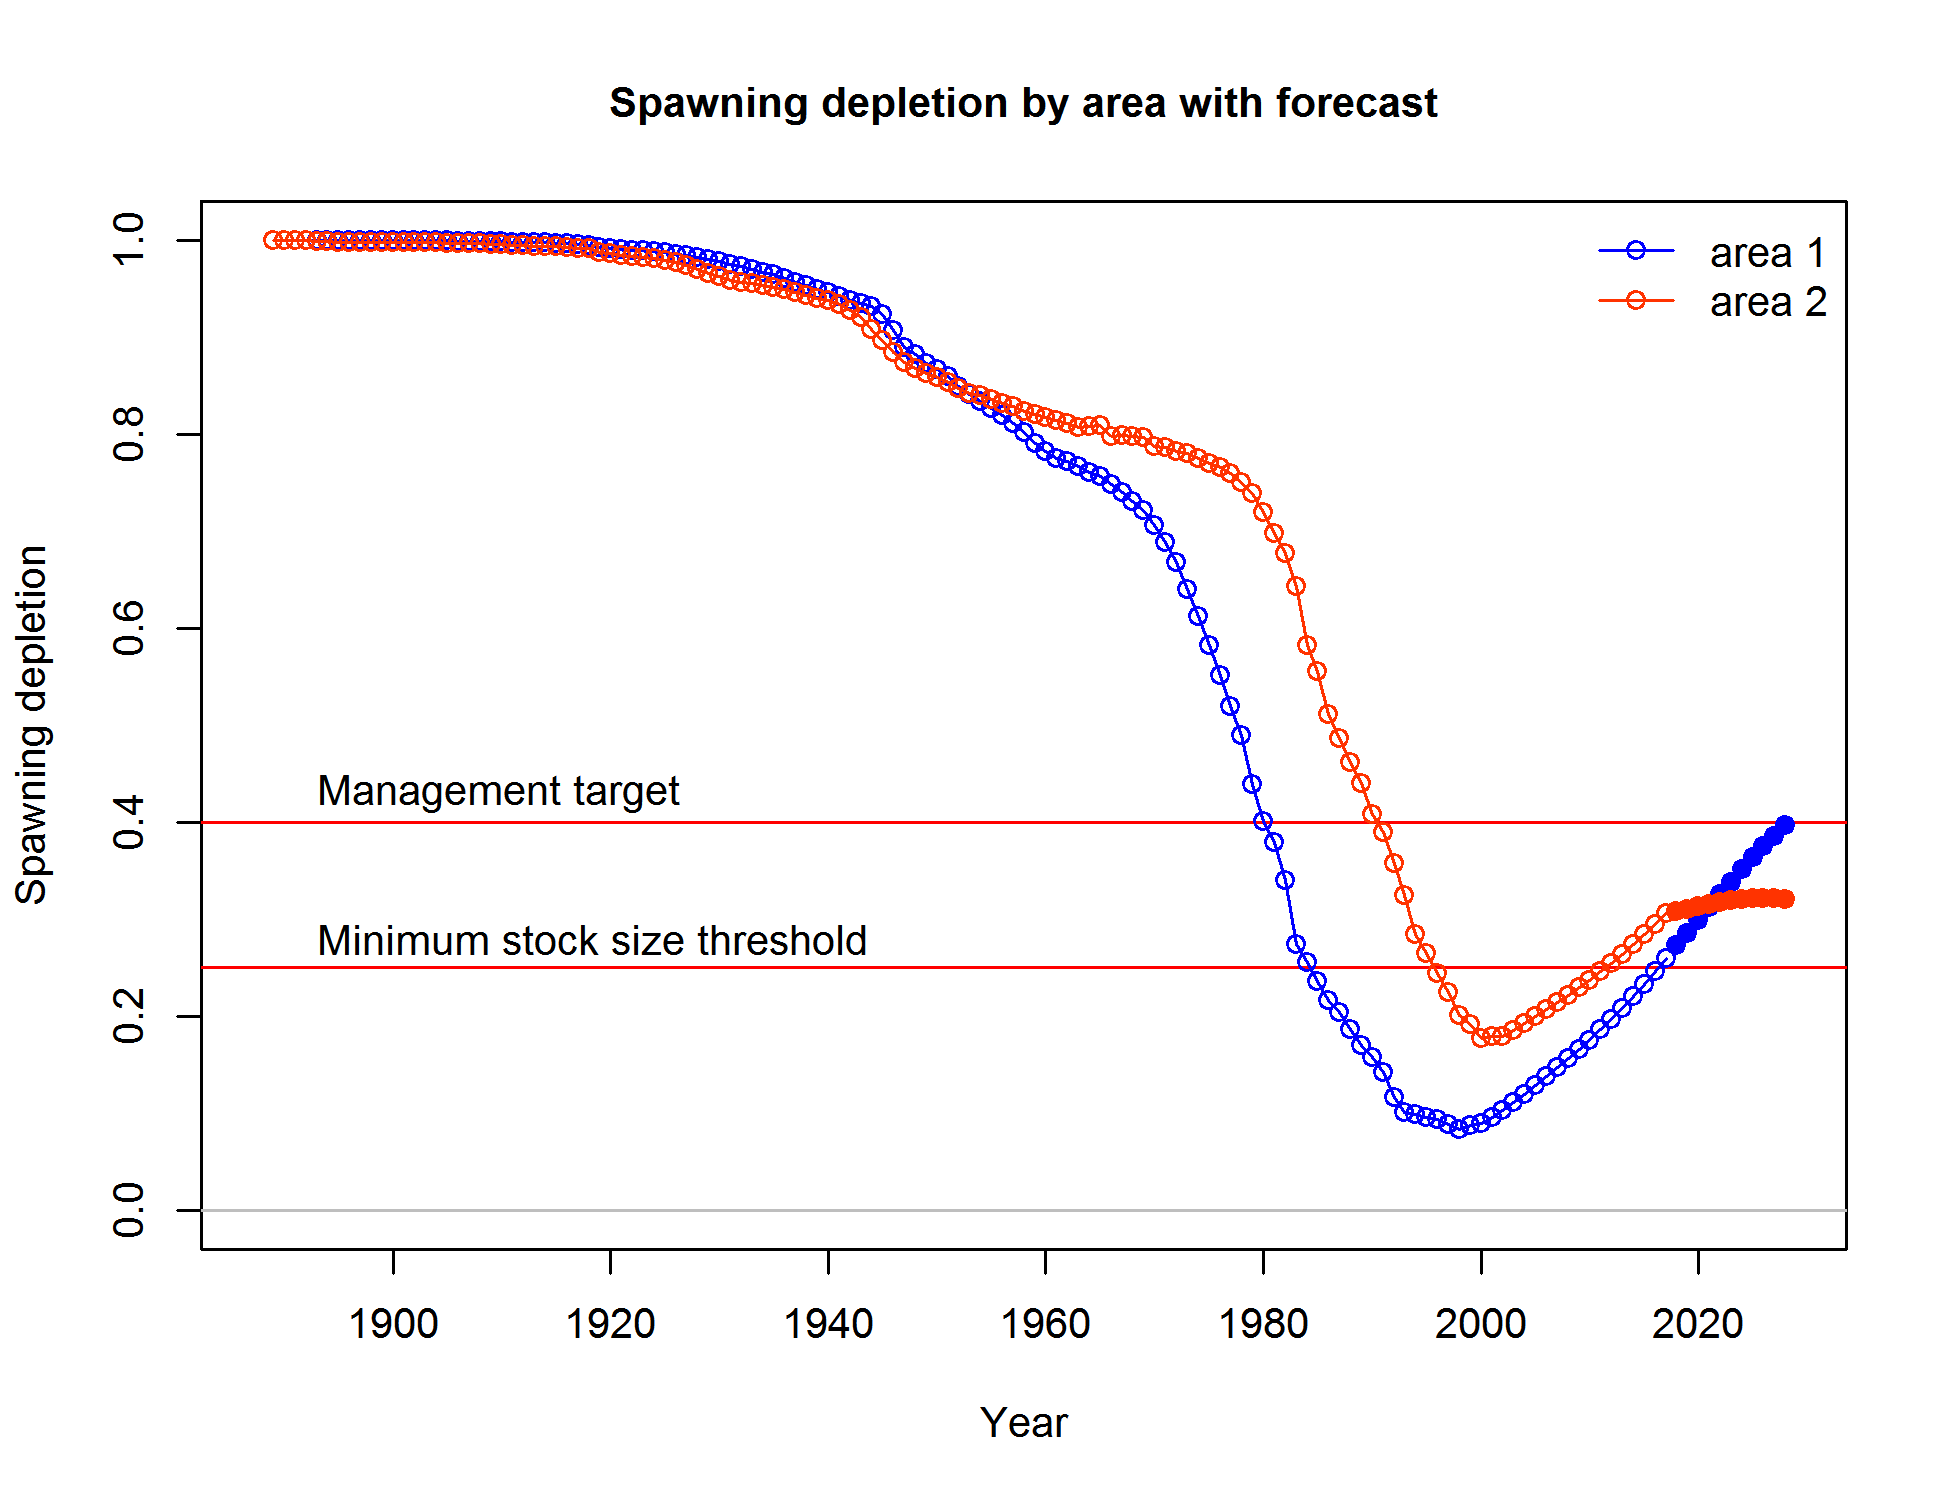 Spawning depletion by area with forecast
area 1
area 2
Spawning depletion
1.0
0.8
0.6
0.4
0.2
0.0
Management target
Minimum stock size threshold
1900 1920 1940 1960 1980 2000 2020
Year